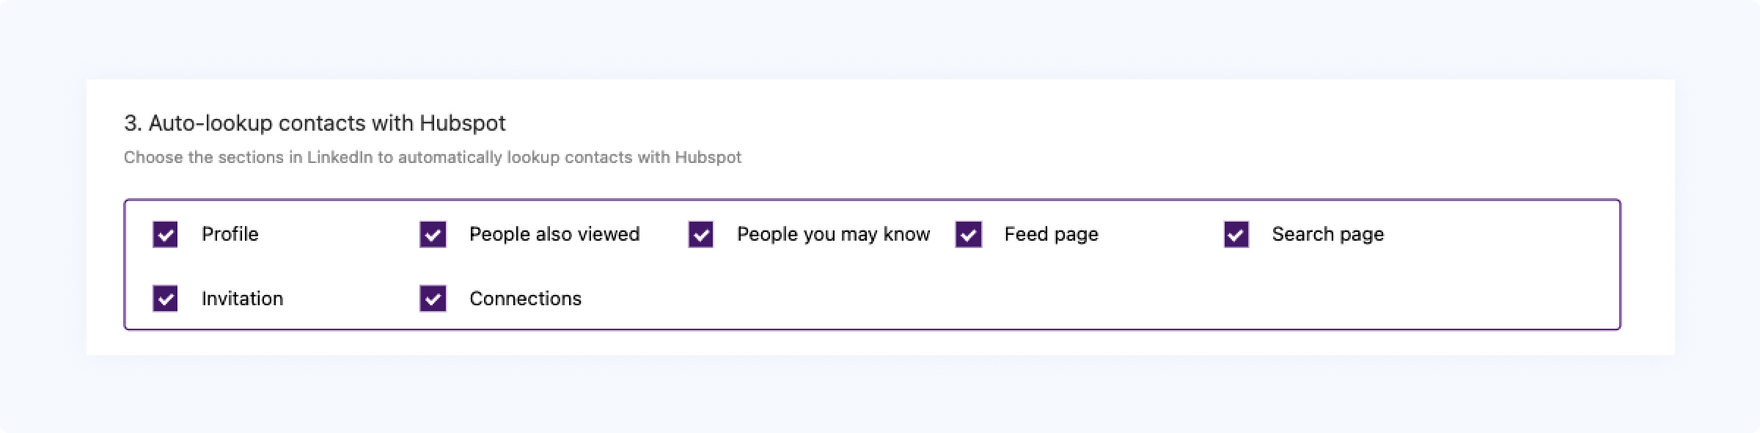 3. Auto-lookup contacts with Hubspot
Choose the sections in LinkedIn to automatically lookup contacts with Hubspot
Profile People also viewed People you may know Feed page Search page
Invitation Connections